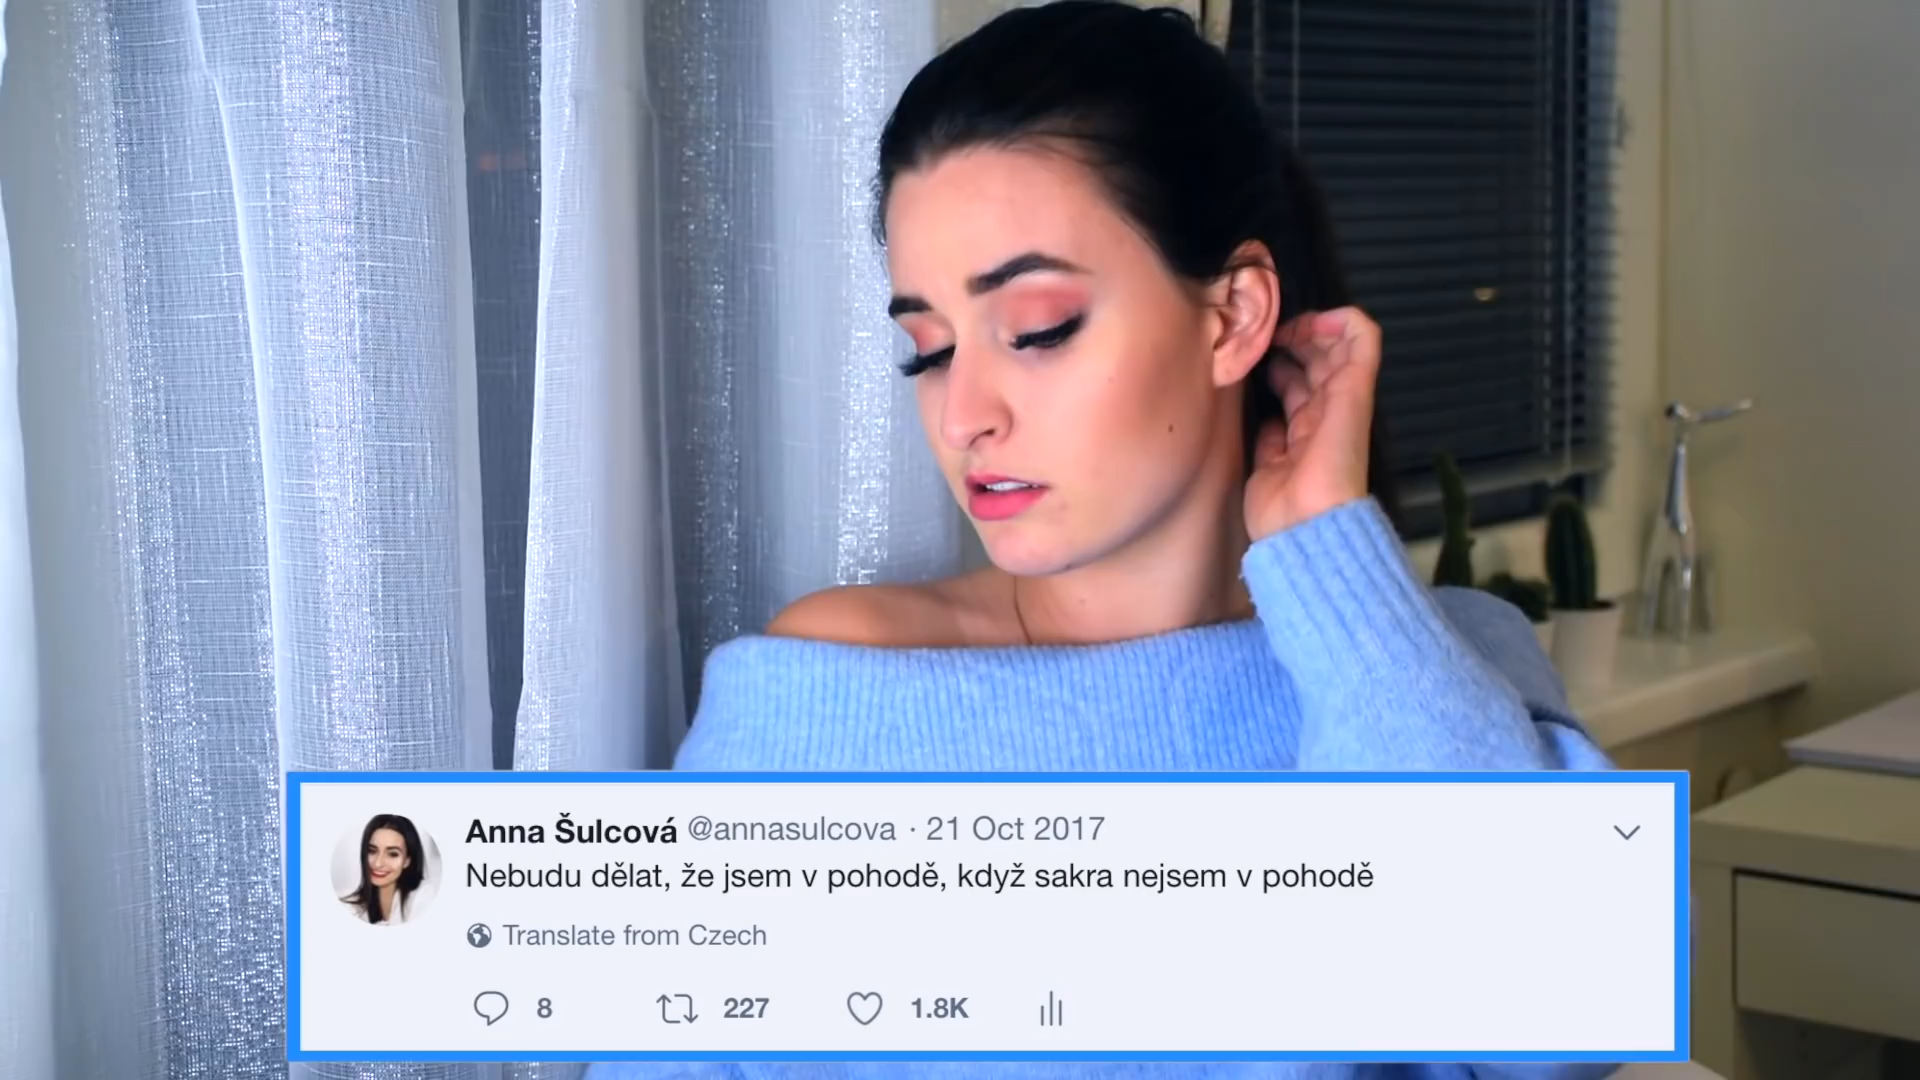 Anna Šulcová @annasulcova · 21 Oct 2017
Nebudu dělat, že jsem v pohodě, když sakra nejsem v pohodě
Translate from Czech
8 227 1.8K